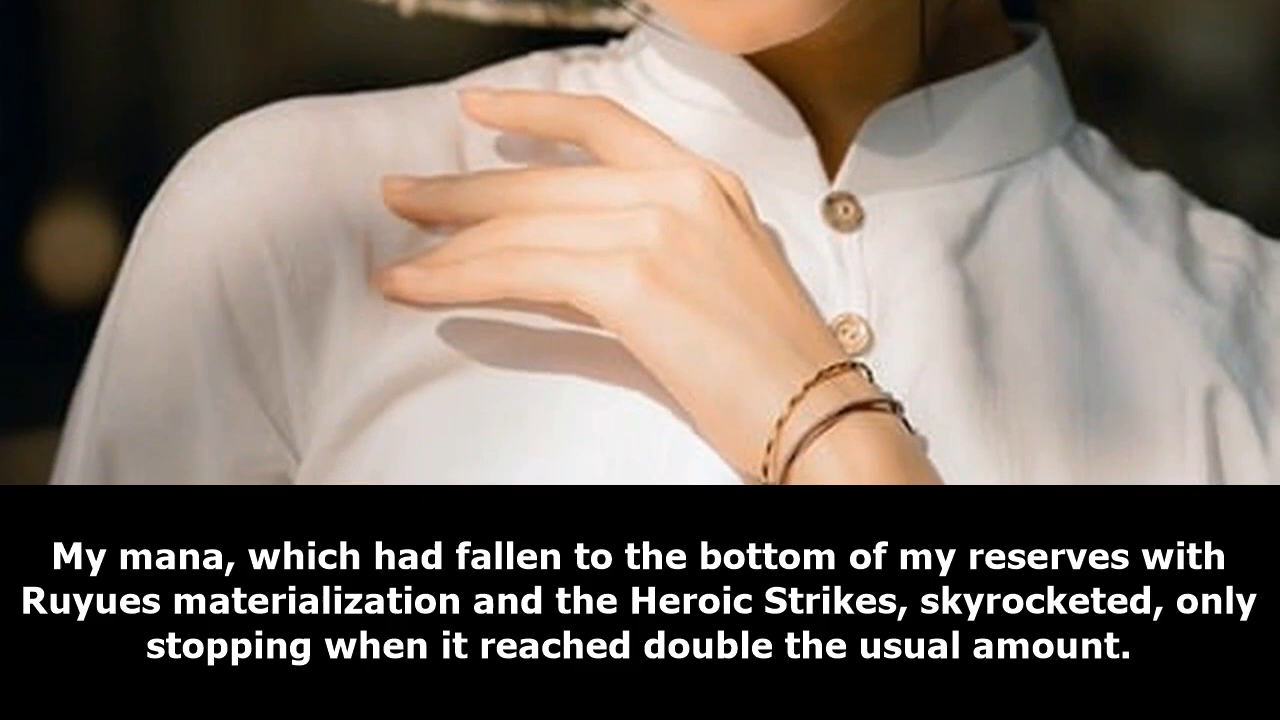 My mana, which had fallen to the bottom of my reserves with
Ruyues materialization and the Heroic Strikes, skyrocketed, only
stopping when it reached double the usual amount.